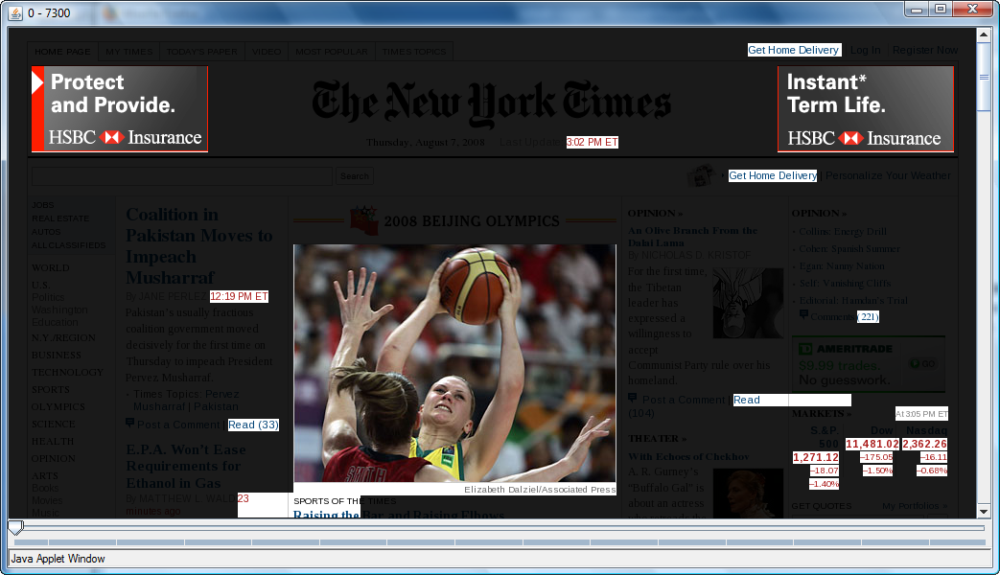 0 - 7300
HOME PAGE MY TIMES TODAY'S PAPER VIDEO MOST POPULAR TIMES TOPICS
Get Home Delivery Log In Register Now
Protect
and Provide.
HSBC Insurance
The New York Times
Thursday, August 7, 2008 Last Update: 3:02 PM ET
Instant*
Term Life.
HSBC Insurance
Search
Get Home Delivery | Personalize Your Weather
JOBS
REAL ESTATE
AUTOS
ALL CLASSIFIEDS
WORLD
U.S.
Politics
Washington
Education
N.Y./REGION
BUSINESS
TECHNOLOGY
SPORTS
OLYMPICS
SCIENCE
HEALTH
OPINION
ARTS
Books
Movies
Music
Coalition in
Pakistan Moves to
Impeach
Musharraf
By JANE PERLEZ 12:19 PM ET
Pakistan's usually fractious
coalition government moved
decisively for the first time on
Thursday to impeach President
Pervez Musharraf.
• Times Topics: Pervez
Musharraf | Pakistan
Post a Comment | Read (33)
E.P.A. Won't Ease
Requirements for
Ethanol in Gas
By MATTHEW L. WALD 23
minutes ago
2008 BEIJING OLYMPICS
SMITH
Elizabeth Dalziel/Associated Press
SPORTS OF THE TIMES
Raising the Bar and Raising Elbows
OPINION »
An Olive Branch From the
Dalai Lama
By NICHOLAS D. KRISTOF
For the first time,
the Tibetan
leader has
expressed a
willingness to
accept
Communist Party rule over his
homeland.
Post a Comment | Read
(104)
THEATER »
With Echoes of Chekhov
A. R. Gurney's
"Buffalo Gal" is
about an actress
OPINION »
• Collins: Energy Drill
• Cohen: Spanish Summer
• Egan: Nanny Nation
• Self: Vanishing Cliffs
• Editorial: Hamdan's Trial
Comments (221)
TD AMERITRADE
$9.99 trades.
No guesswork.
GO
MARKETS » At 3:05 PM ET
S.&P. 500 Dow Nasdaq
1,271.12 11,481.02 2,362.26
–18.07 –175.05 –16.11
–1.40% –1.50% –0.68%
GET QUOTES My Portfolios »
Java Applet Window